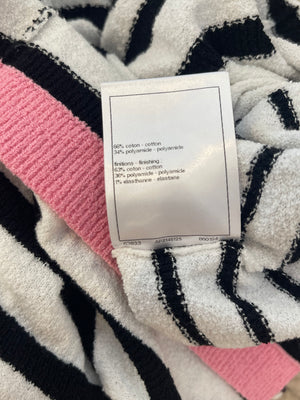 66% coton - cotton
34% polyamide - polyamide
finitions - finishing :
63% coton - cotton
36% polyamide - polyamide
1% elasthanne - elastane